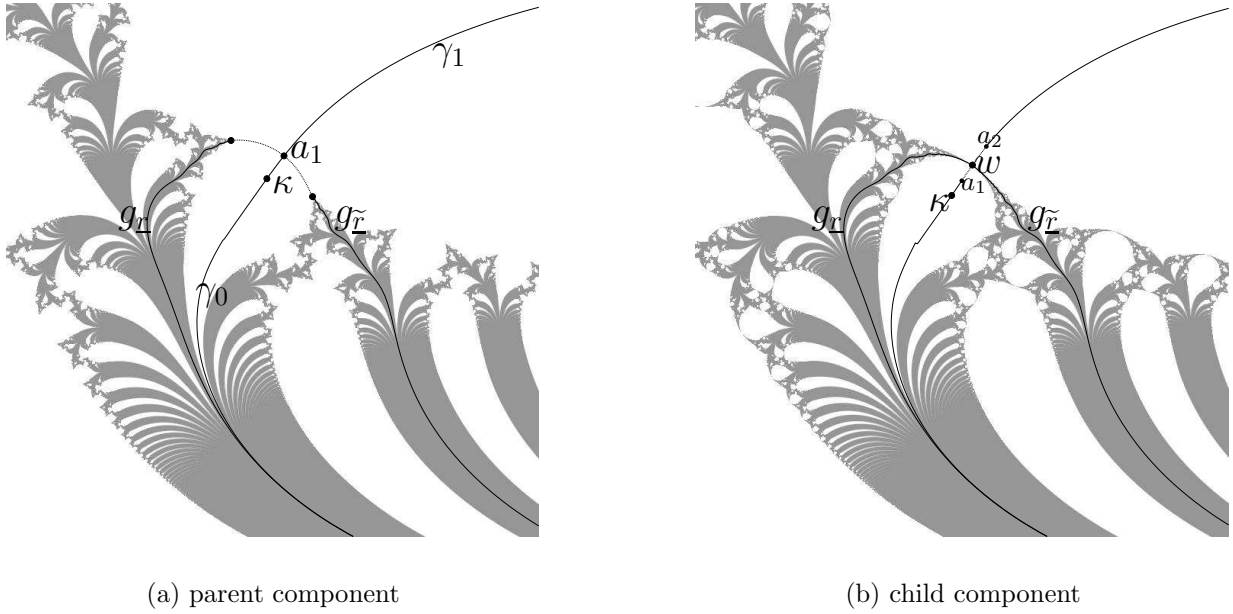 γ₁
a₁
κ
g_r̲
g_r̲̃
γ₀
(a) parent component
a₂
w
a₁
κ
g_r̲
g_r̲̃
(b) child component